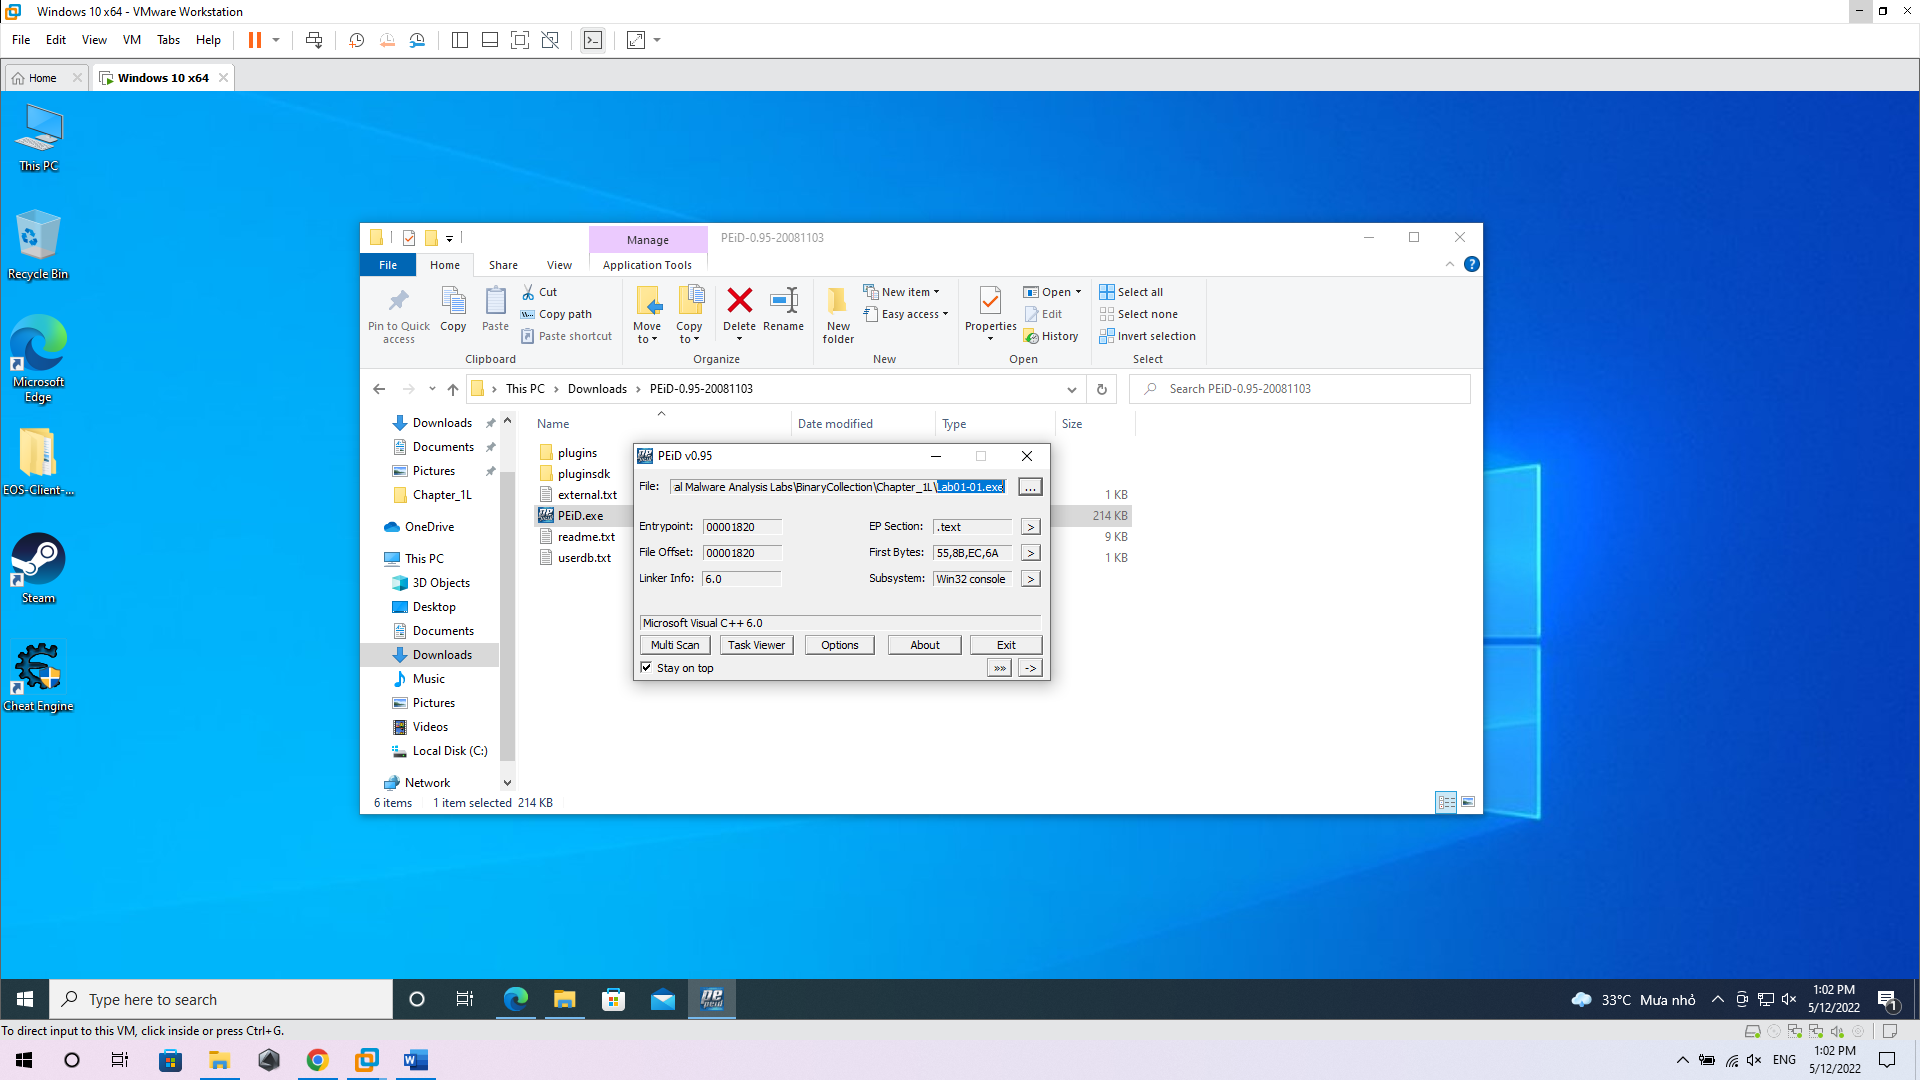 Windows 10 x64 - VMware Workstation
File Edit View VM Tabs Help
Home Windows 10 x64
This PC
Recycle Bin
Microsoft
Edge
EOS-Client-...
Steam
Cheat Engine
Manage PEiD-0.95-20081103
File Home Share View Application Tools
Pin to Quick
access
Copy
Paste
Cut
Copy path
Paste shortcut
Clipboard
Move
to
Copy
to
Delete
Rename
Organize
New
folder
New item
Easy access
New
Properties
Open
Edit
History
Open
Select all
Select none
Invert selection
Select
This PC > Downloads > PEiD-0.95-20081103
Search PEiD-0.95-20081103
Downloads
Documents
Pictures
Chapter_1L
OneDrive
This PC
3D Objects
Desktop
Documents
Downloads
Music
Pictures
Videos
Local Disk (C:)
Network
Name Date modified Type Size
plugins
pluginsdk
external.txt 1 KB
PEiD.exe 214 KB
readme.txt 9 KB
userdb.txt 1 KB
6 items 1 item selected 214 KB
PEiD v0.95
File: al Malware Analysis Labs\BinaryCollection\Chapter_1L\Lab01-01.exe ...
Entrypoint: 00001820 EP Section: .text >
File Offset: 00001820 First Bytes: 55,8B,EC,6A >
Linker Info: 6.0 Subsystem: Win32 console >
Microsoft Visual C++ 6.0
Multi Scan Task Viewer Options About Exit
Stay on top »» ->
Type here to search
33°C Mưa nhỏ
1:02 PM
5/12/2022
1
To direct input to this VM, click inside or press Ctrl+G.
ENG
1:02 PM
5/12/2022